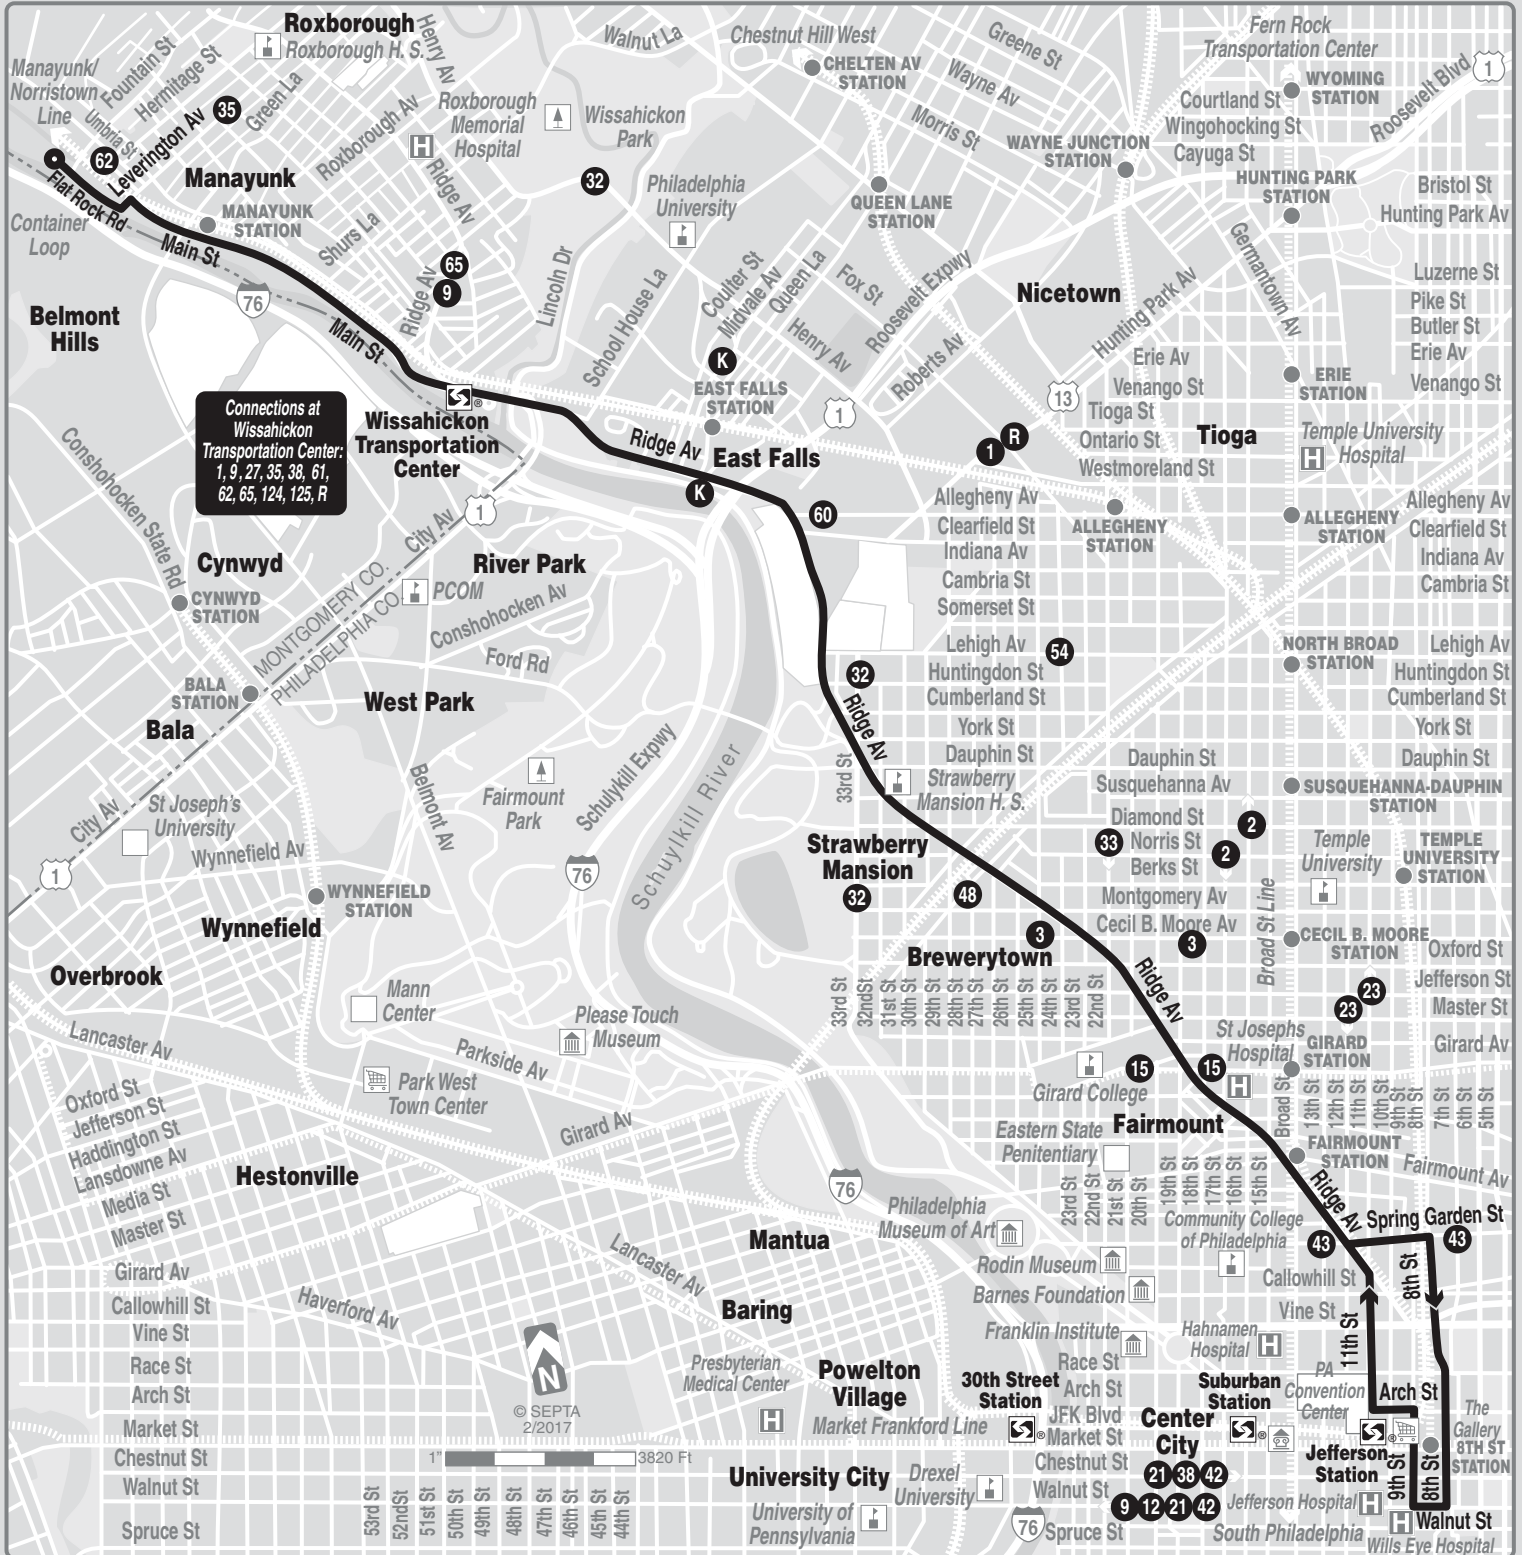 Roxborough
Roxborough H. S.
Henry Av
Walnut La
Chestnut Hill West
Greene St
Fern Rock
Transportation Center
Roosevelt Blvd
1
Manayunk/
Norristown
Line
Fountain St
Hermitage St
Green La
Umbria St
Leverington Av
35
62
CHELTEN AV
STATION
Wayne Av
Morris St
WYOMING
STATION
Courtland St
Wingohocking St
Cayuga St
Roxborough Av
Roxborough
Memorial
Hospital
H
Wissahickon
Park
WAYNE JUNCTION
STATION
Manayunk
Flat Rock Rd
Container
Loop
MANAYUNK
STATION
Main St
Shurs La
Ridge Av
32
Philadelphia
University
QUEEN LANE
STATION
HUNTING PARK
STATION
Bristol St
Hunting Park Av
Germantown Av
65
9
Ridge Av
Lincoln Dr
School House La
Coulter St
Midvale Av
Queen La
Fox St
Henry Av
Roosevelt Expwy
Roberts Av
Nicetown
Hunting Park Av
Luzerne St
Pike St
Butler St
Erie Av
Venango St
76
Belmont
Hills
Main St
K
EAST FALLS
STATION
1
13
Erie Av
Venango St
Tioga St
Ontario St
Westmoreland St
ERIE
STATION
Tioga
Temple University
Hospital
H
Connections at
Wissahickon
Transportation Center:
1, 9, 27, 35, 38, 61,
62, 65, 124, 125, R
®
Wissahickon
Transportation
Center
Ridge Av
East Falls
K
60
1
R
Conshohocken State Rd
City Av
1
Allegheny Av
Clearfield St
Indiana Av
Cambria St
Somerset St
Lehigh Av
Huntingdon St
Cumberland St
York St
Dauphin St
54
ALLEGHENY
STATION
ALLEGHENY
STATION
Allegheny Av
Clearfield St
Indiana Av
Cambria St
Cynwyd
CYNWYD
STATION
River Park
PCOM
MONTGOMERY CO.
PHILADELPHIA CO.
Conshohocken Av
Ford Rd
BALA
STATION
Bala
West Park
NORTH BROAD
STATION
Lehigh Av
Huntingdon St
Cumberland St
York St
Dauphin St
32
Ridge Av
33rd St
Strawberry
Mansion H. S.
Dauphin St
Susquehanna Av
SUSQUEHANNA-DAUPHIN
STATION
City Av
St Joseph's
University
Wynnefield Av
1
Belmont Av
Fairmount
Park
Schulykill Expwy
Schuylkill River
76
Strawberry
Mansion
32
48
33
Diamond St
Norris St
Berks St
2
2
Montgomery Av
Cecil B. Moore Av
Temple
University
TEMPLE
UNIVERSITY
STATION
WYNNEFIELD
STATION
Wynnefield
Overbrook
3
3
Brewerytown
Broad St Line
CECIL B. MOORE
STATION
Oxford St
Jefferson St
Master St
Girard Av
Mann
Center
Please Touch
Museum
Lancaster Av
Parkside Av
Park West
Town Center
33rd St
32nd St
31st St
30th St
29th St
28th St
27th St
26th St
25th St
24th St
23rd St
22nd St
Ridge Av
23
23
St Josephs
Hospital
H
GIRARD
STATION
Girard College
15
15
Broad St
13th St
12th St
11th St
10th St
9th St
8th St
7th St
6th St
5th St
Oxford St
Jefferson St
Haddington St
Lansdowne Av
Media St
Master St
Girard Av
Hestonville
Girard Av
Fairmount
Eastern State
Penitentiary
FAIRMOUNT
STATION
Fairmount Av
76
23rd St
22nd St
21st St
20th St
19th St
18th St
17th St
16th St
15th St
Ridge Av
Spring Garden St
Philadelphia
Museum of Art
Community College
of Philadelphia
43
43
Mantua
Lancaster Av
Rodin Museum
Barnes Foundation
Callowhill St
Vine St
8th St
11th St
Callowhill St
Vine St
Race St
Arch St
Market St
Chestnut St
Walnut St
Spruce St
Haverford Av
Baring
Franklin Institute
Hahnamen
Hospital
H
N
© SEPTA
2/2017
1"
3820 Ft
Presbyterian
Medical Center
H
Powelton
Village
Market Frankford Line
30th Street
Station
®
Race St
Arch St
JFK Blvd
Market St
Chestnut St
Walnut St
Spruce St
Suburban
Station
®
Center
City
PA
Convention
Center
Arch St
The
Gallery
8TH ST
STATION
®
Jefferson
Station
9th St
8th St
21
38
42
9
12
21
42
University City
Drexel
University
University of
Pennsylvania
76
53rd St
52nd St
51st St
50th St
49th St
48th St
47th St
46th St
45th St
44th St
Jefferson Hospital
H
South Philadelphia
H
Walnut St
Wills Eye Hospital